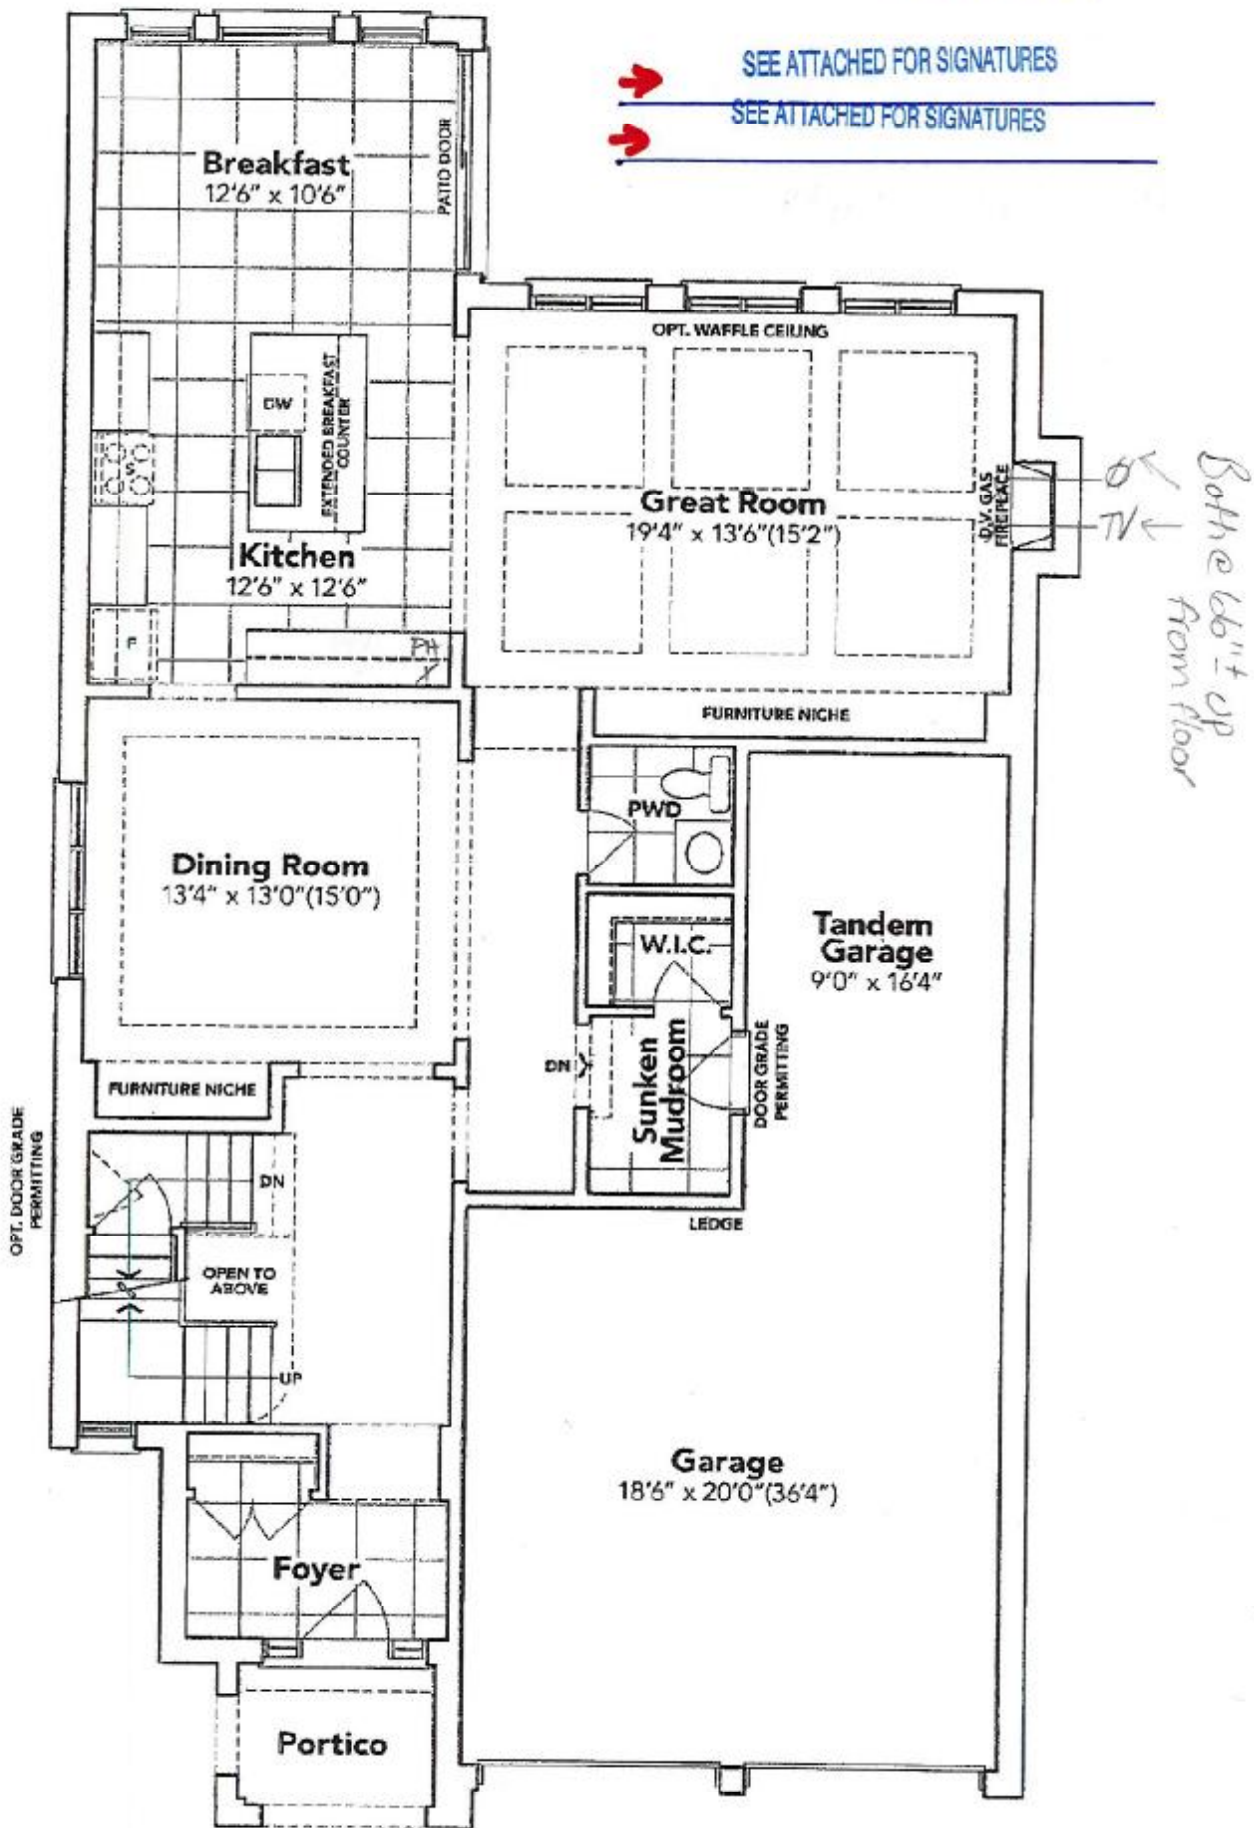 SEE ATTACHED FOR SIGNATURES
SEE ATTACHED FOR SIGNATURES
Breakfast
12'6" x 10'6"
PATIO DOOR
OPT. WAFFLE CEILING
DW
EXTENDED BREAKFAST
COUNTER
S
Great Room
19'4" x 13'6"(15'2")
D.V. GAS
FIREPLACE
TV
Both @ 66"± up
from floor
Kitchen
12'6" x 12'6"
F
PH
FURNITURE NICHE
PWD
Dining Room
13'4" x 13'0"(15'0")
W.I.C.
Tandem
Garage
9'0" x 16'4"
DN
Sunken
Mudroom
DOOR GRADE
PERMITTING
FURNITURE NICHE
OPT. DOOR GRADE
PERMITTING
DN
LEDGE
OPEN TO
ABOVE
UP
Garage
18'6" x 20'0"(36'4")
Foyer
Portico